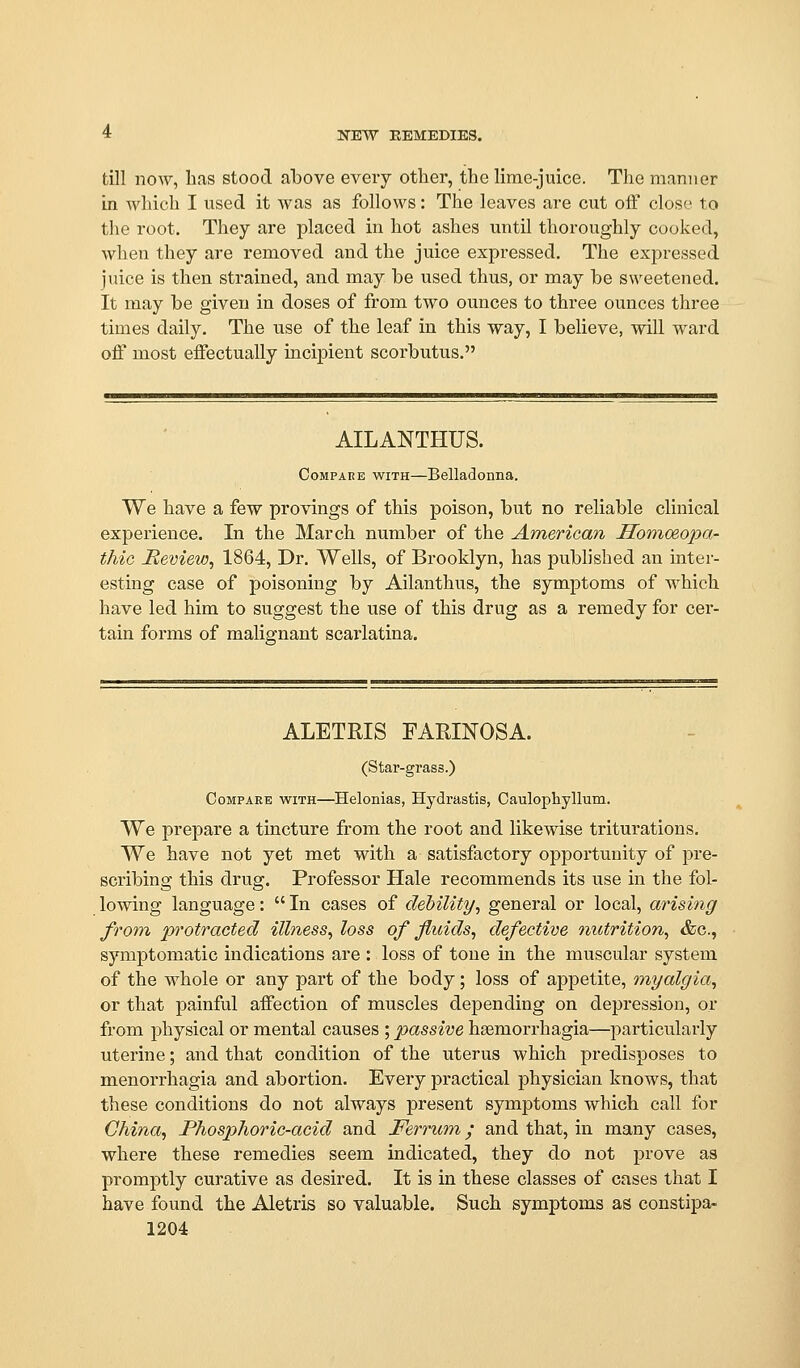 4
NEW REMEDIES.
till now, has stood above every other, the lime-juice. The manner
in which I used it was as follows: The leaves are cut off close to
the root. They are placed in hot ashes until thoroughly cooked,
when they are removed and the juice expressed. The expressed
juice is then strained, and may be used thus, or may be sweetened.
It may be given in doses of from two ounces to three ounces three
times daily. The use of the leaf in this way, I believe, will ward
off most effectually incipient scorbutus.”
AILANTHUS.
COMPARE WITH—Belladonna.
We have a few provings of this poison, but no reliable clinical
experience. In the March number of the American Homœopa-
thic Review, 1864, Dr. Wells, of Brooklyn, has published an inter-
esting case of poisoning by Ailanthus, the symptoms of which
have led him to suggest the use of this drug as a remedy for cer-
tain forms of malignant scarlatina.
ALETRIS FARINOSA.
(Star-grass.)
COMPARE WITH—Helonias, Hydrastis, Caulophyllum.
We prepare a tincture from the root and likewise triturations.
We have not yet met with a satisfactory opportunity of pre-
scribing this drug. Professor Hale recommends its use in the fol-
lowing language: “In cases of debility, general or local, arising
from protracted illness, loss of fluids, defective nutrition, &c.,
symptomatic indications are : loss of tone in the muscular system
of the whole or any part of the body; loss of appetite, myalgia,
or that painful affection of muscles depending on depression, or
from physical or mental causes ; passive hæmorrhagia—particularly
uterine; and that condition of the uterus which predisposes to
menorrhagia and abortion. Every practical physician knows, that
these conditions do not always present symptoms which call for
China, Phosphoric-acid and Ferrum; and that, in many cases,
where these remedies seem indicated, they do not prove as
promptly curative as desired. It is in these classes of cases that I
have found the Aletris so valuable. Such symptoms as constipa-
1204